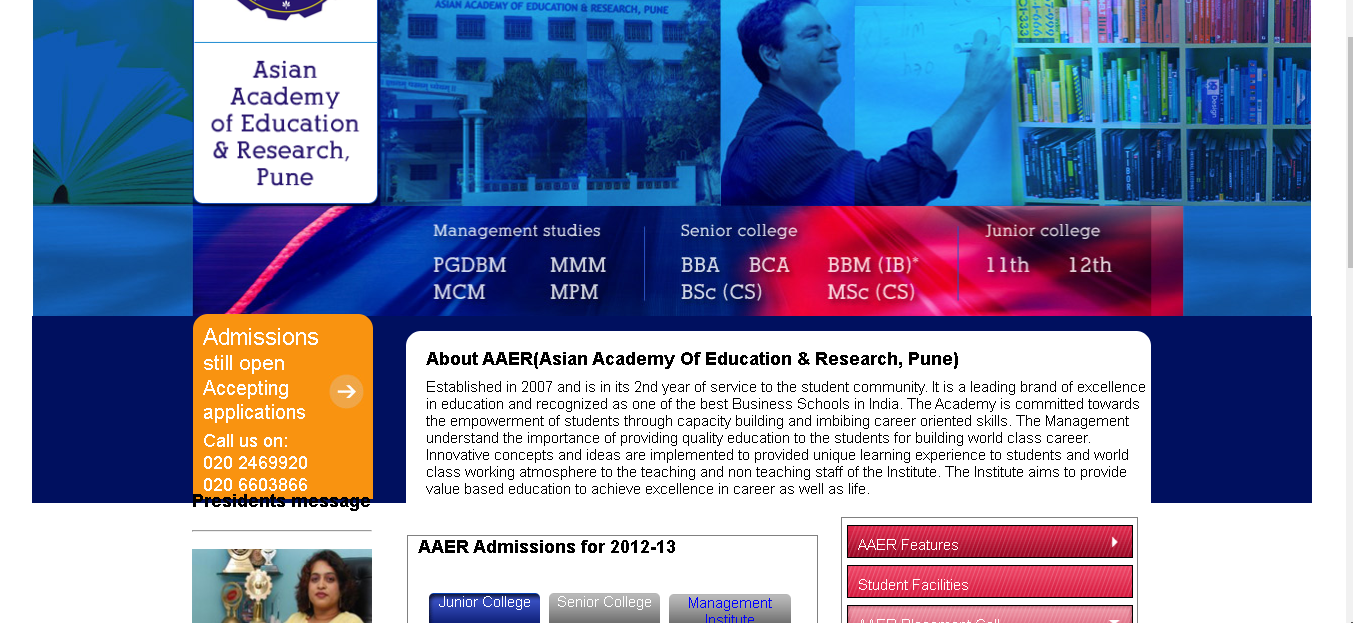 ASIAN ACADEMY OF EDUCATION & RESEARCH, PUNE
Asian
Academy
of Education
& Research,
Pune
Management studies
PGDBM MMM
MCM MPM
Senior college
BBA BCA BBM (IB)*
BSc (CS) MSc (CS)
Junior college
11th 12th
Admissions
still open
Accepting
applications
Call us on:
020 2469920
020 6603866
Presidents message
About AAER(Asian Academy Of Education & Research, Pune)
Established in 2007 and is in its 2nd year of service to the student community. It is a leading brand of excellence
in education and recognized as one of the best Business Schools in India. The Academy is committed towards
the empowerment of students through capacity building and imbibing career oriented skills. The Management
understand the importance of providing quality education to the students for building world class career.
Innovative concepts and ideas are implemented to provided unique learning experience to students and world
class working atmosphere to the teaching and non teaching staff of the Institute. The Institute aims to provide
value based education to achieve excellence in career as well as life.
AAER Admissions for 2012-13
Junior College
Senior College
Management
Institute
AAER Features
Student Facilities
AAER Placement Cell